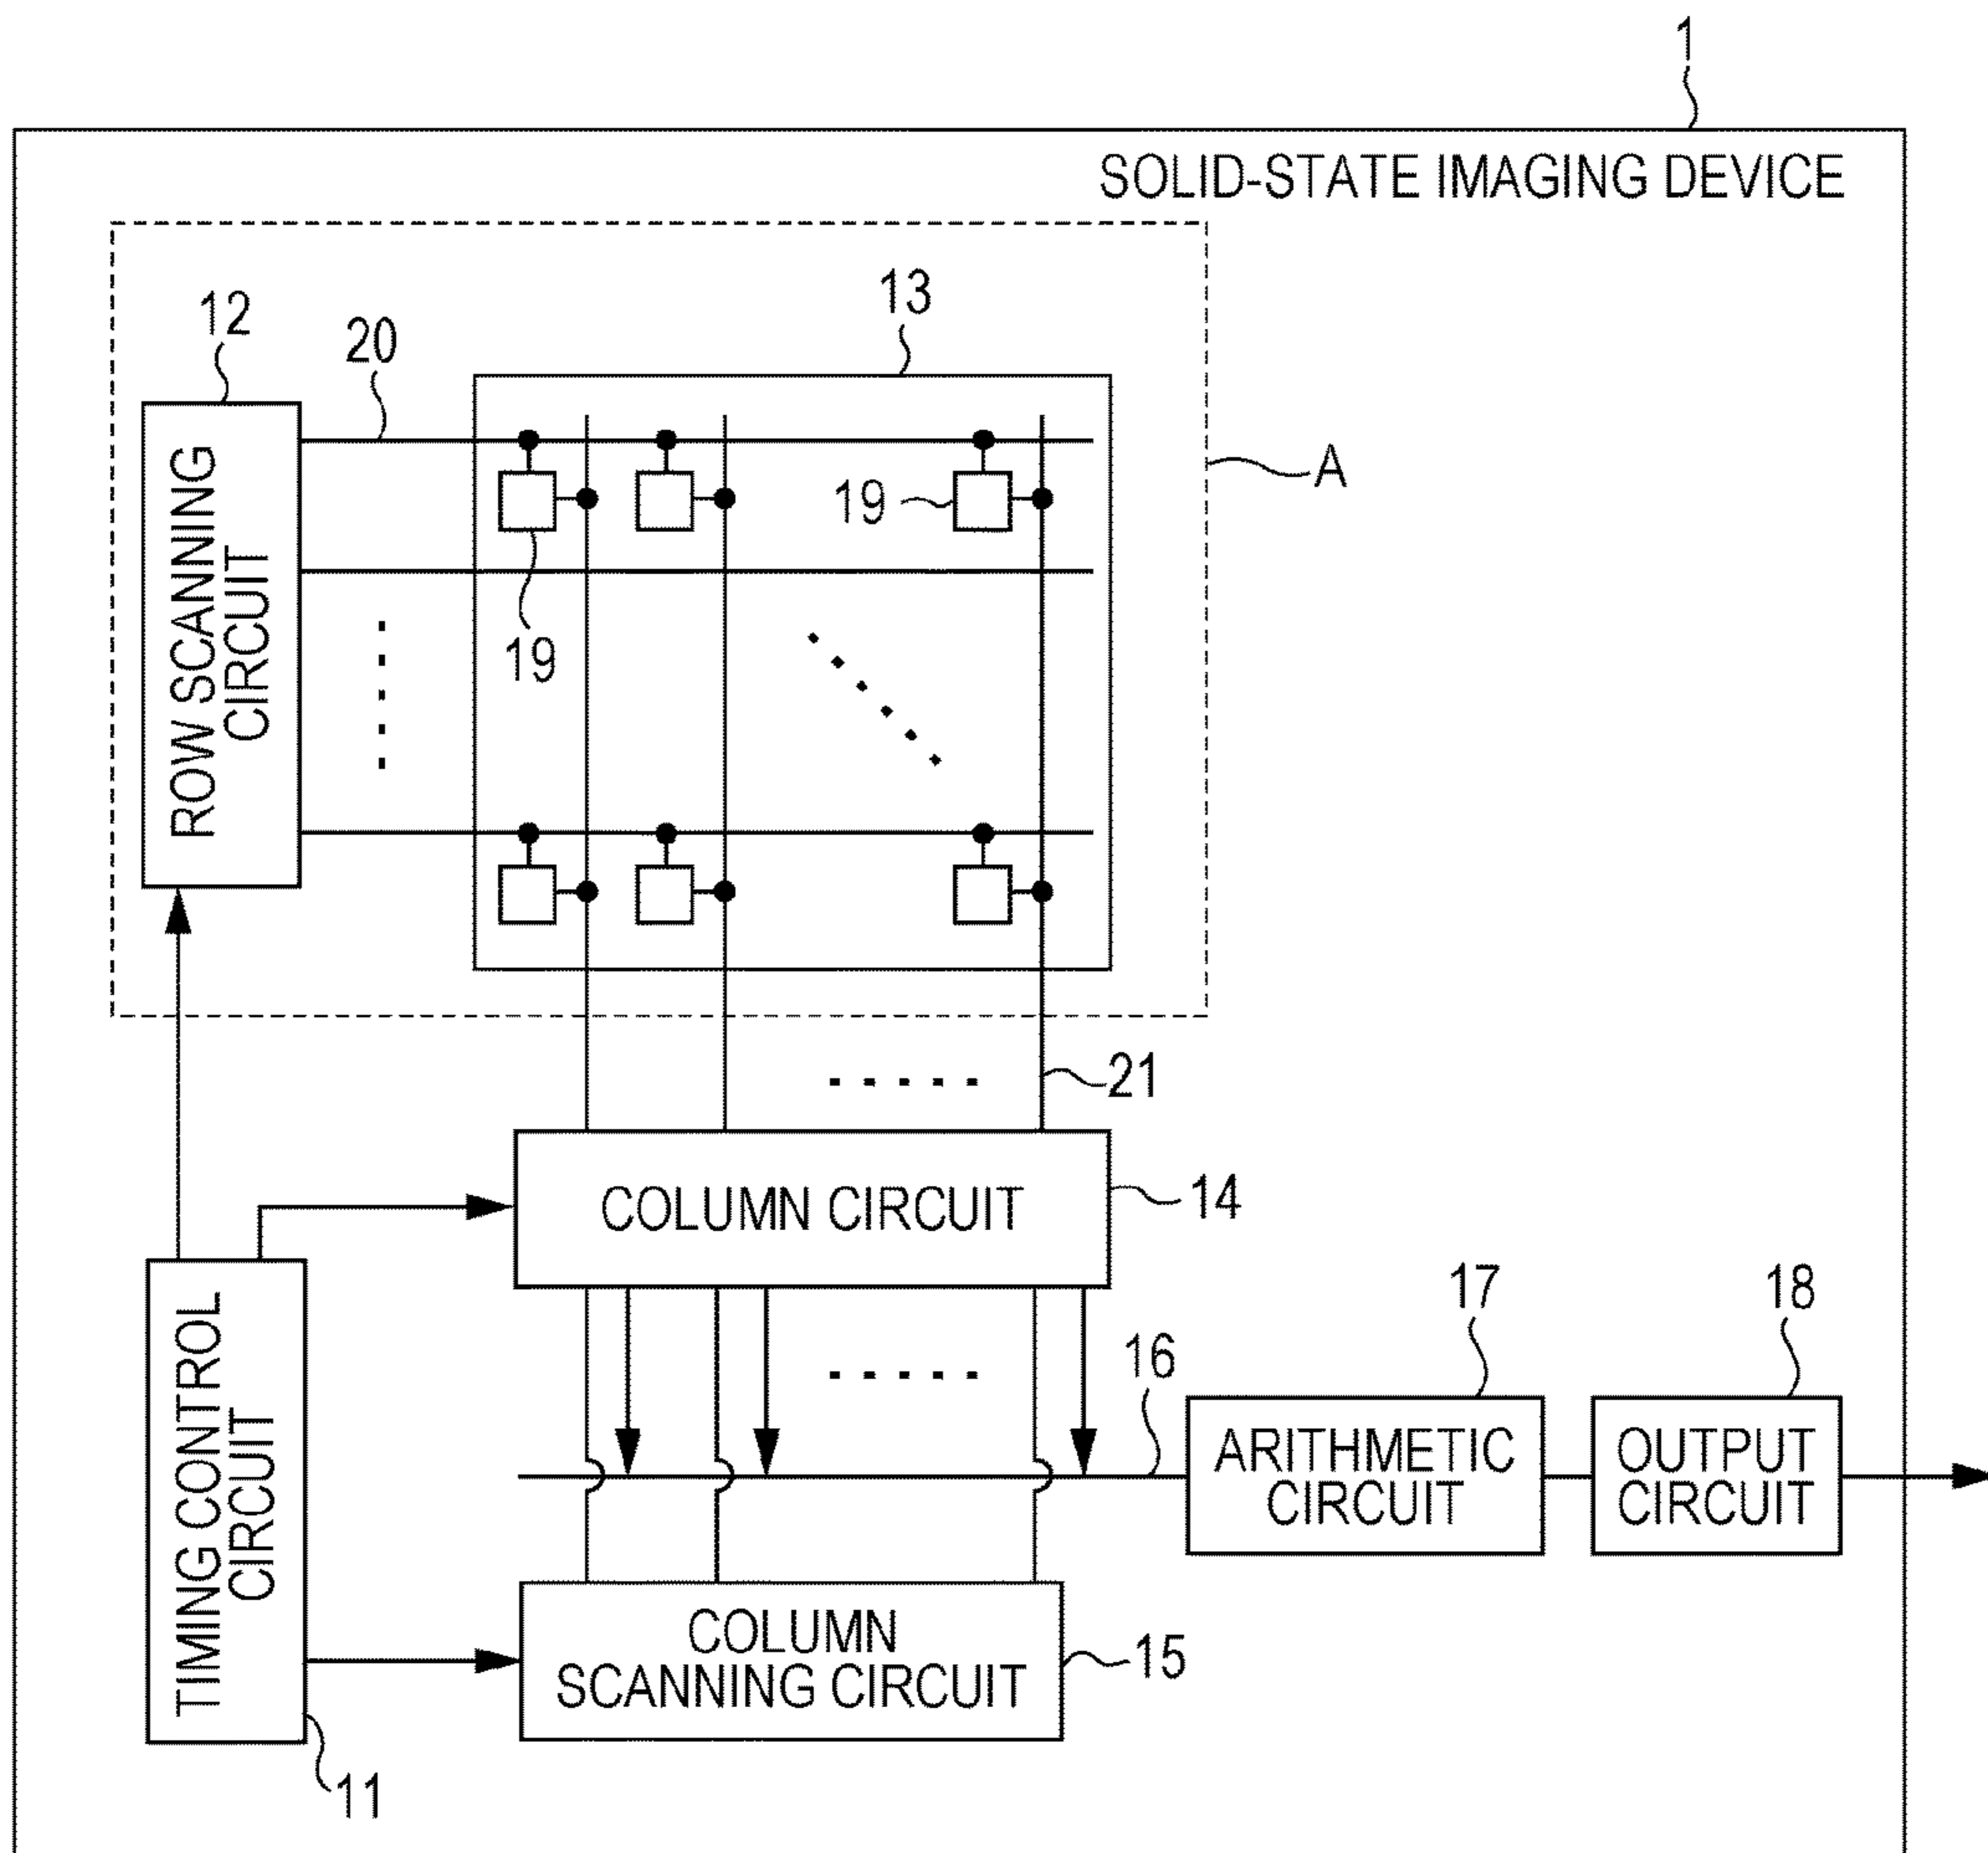 1
SOLID-STATE IMAGING DEVICE
13
12
20
A
19
19
ROW SCANNING
CIRCUIT
21
COLUMN CIRCUIT
14
17
18
16
TIMING CONTROL
CIRCUIT
ARITHMETIC
CIRCUIT
OUTPUT
CIRCUIT
COLUMN
SCANNING CIRCUIT
15
11